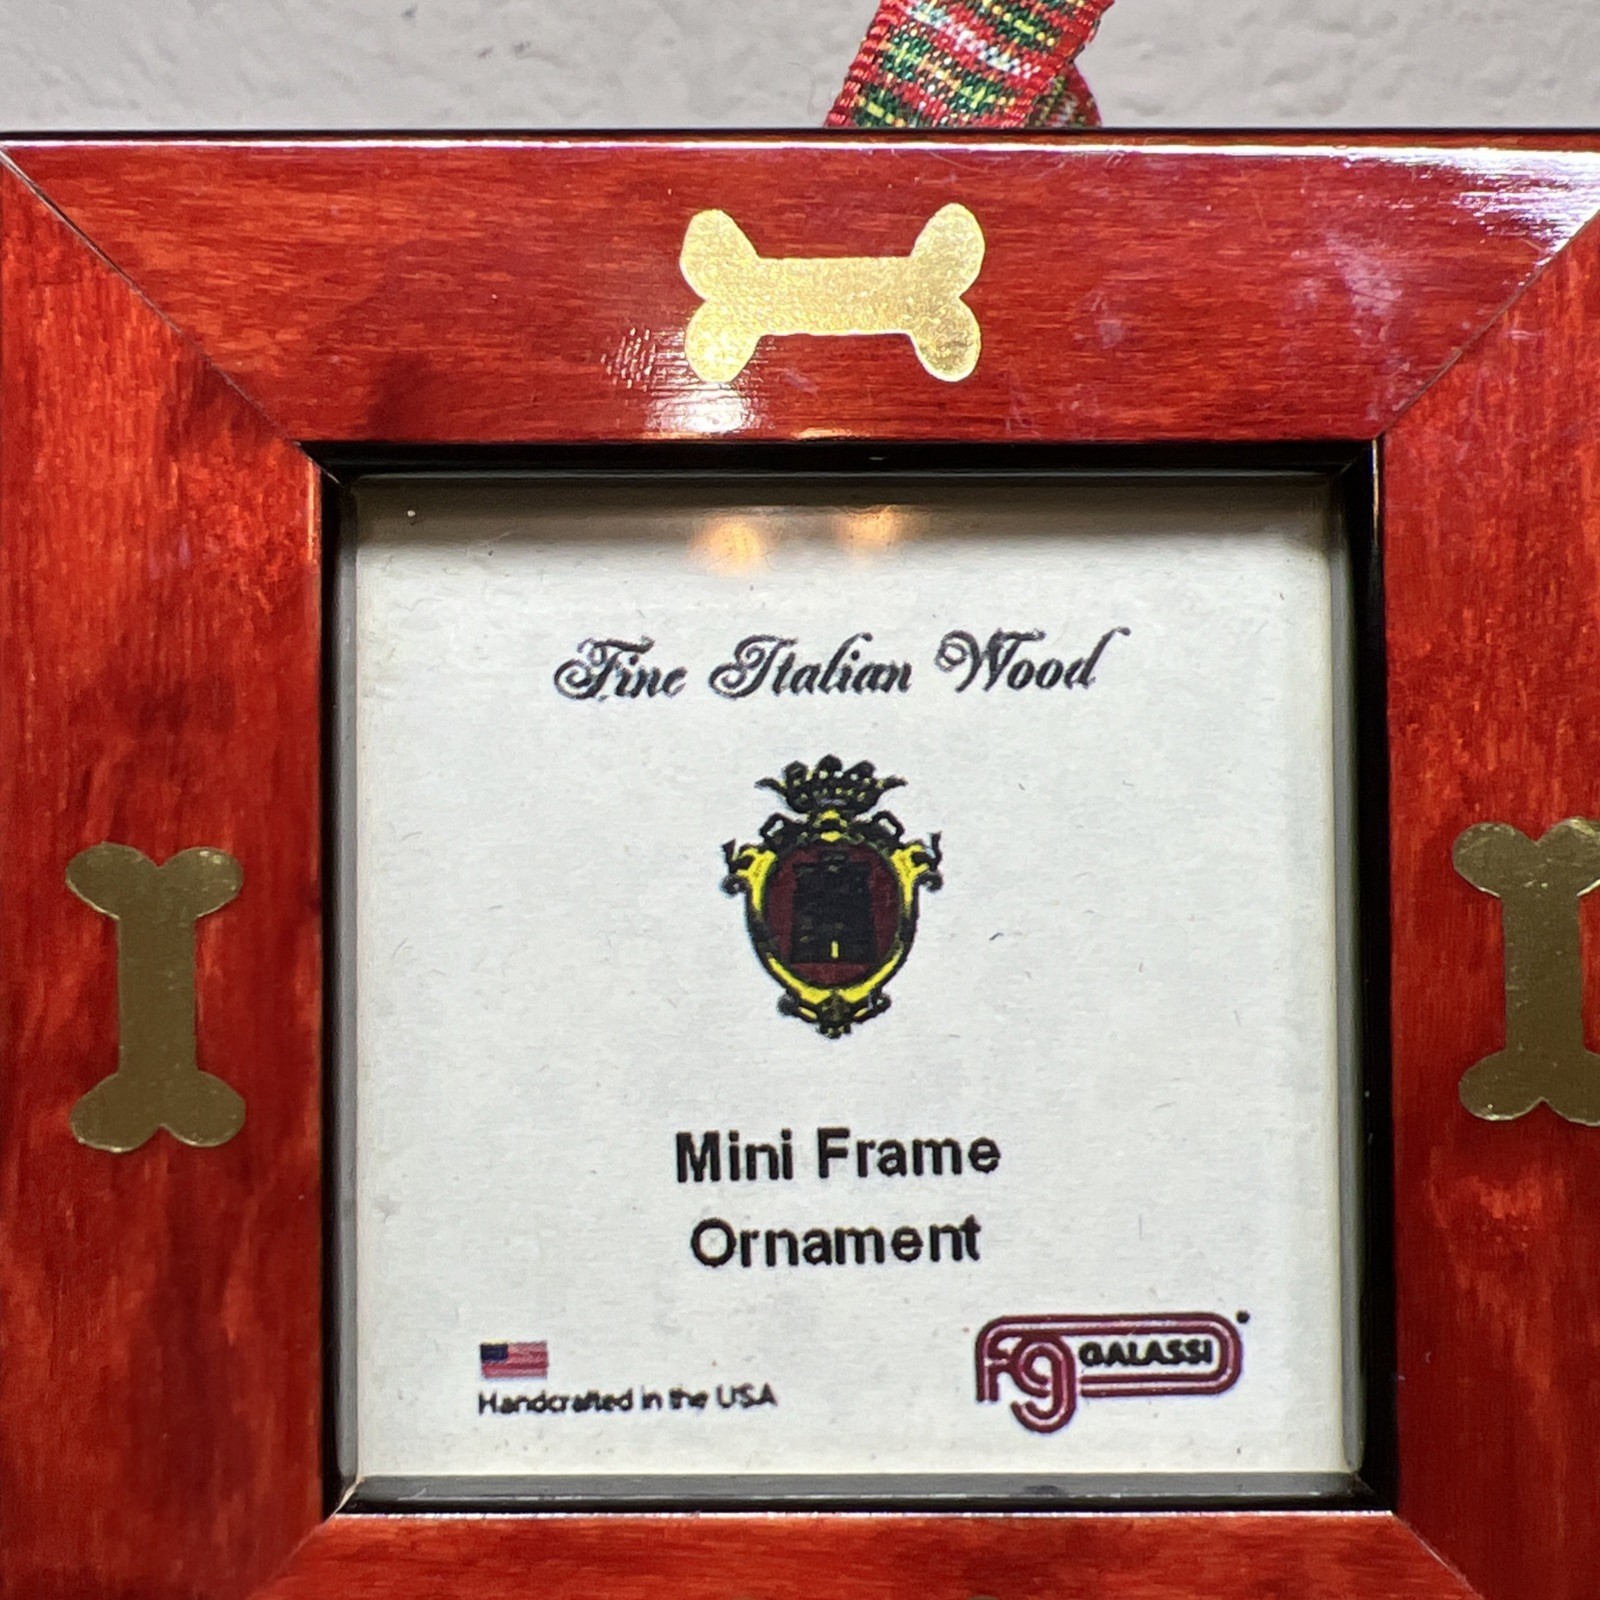 Fine Italian Wood
Mini Frame
Ornament
Handcrafted in the USA
fg GALASSI